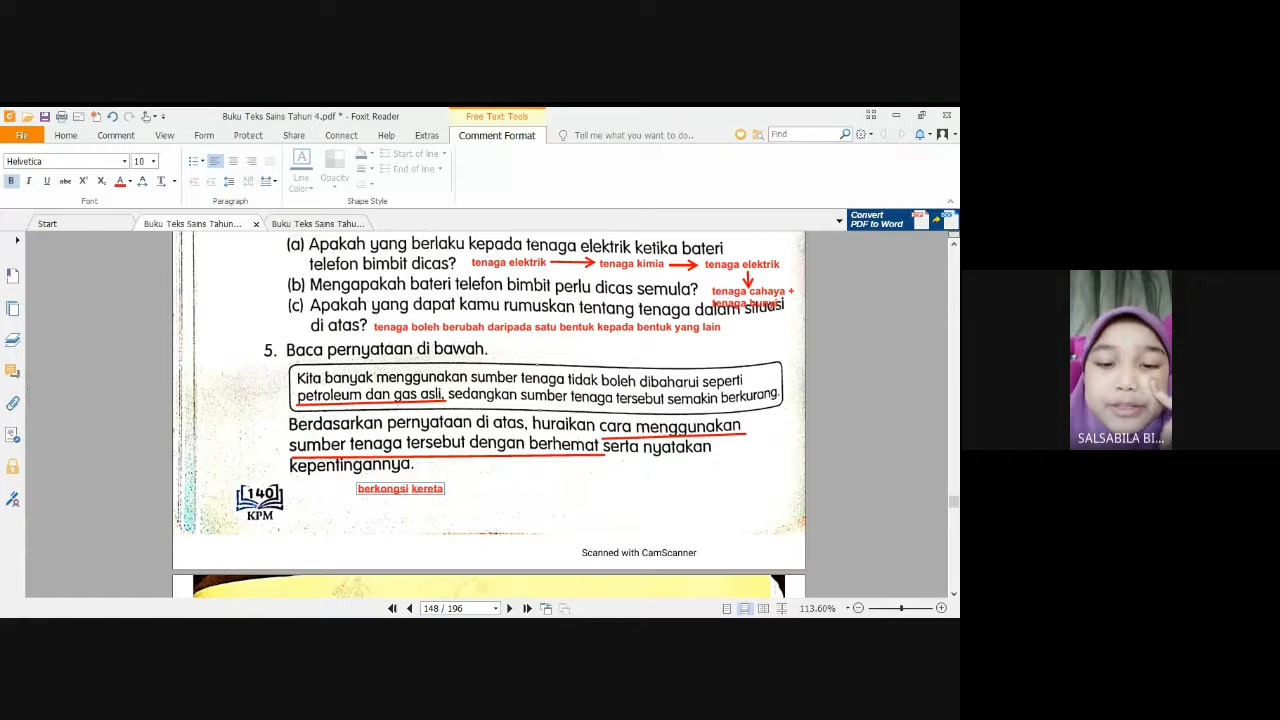 Buku Teks Sains Tahun 4.pdf * - Foxit Reader
Free Text Tools
File
Home
Comment
View
Form
Protect
Share
Connect
Help
Extras
Comment Format
Tell me what you want to do..
Find
Helvetica
10
Line Color
Opacity
Start of line
End of line
Font
Paragraph
Shape Style
Start
Buku Teks Sains Tahun...
Buku Teks Sains Tahu...
Convert
PDF to Word
(a) Apakah yang berlaku kepada tenaga elektrik ketika bateri
telefon bimbit dicas?
tenaga elektrik
tenaga kimia
tenaga elektrik
(b) Mengapakah bateri telefon bimbit perlu dicas semula?
tenaga cahaya +
tenaga bunyi
(c) Apakah yang dapat kamu rumuskan tentang tenaga dalam situasi
di atas?
tenaga boleh berubah daripada satu bentuk kepada bentuk yang lain
5. Baca pernyataan di bawah.
Kita banyak menggunakan sumber tenaga tidak boleh dibaharui seperti
petroleum dan gas asli, sedangkan sumber tenaga tersebut semakin berkurang.
Berdasarkan pernyataan di atas, huraikan cara menggunakan
sumber tenaga tersebut dengan berhemat serta nyatakan
kepentingannya.
berkongsi kereta
140
KPM
Scanned with CamScanner
148 / 196
113.60%
SALSABILA BI...